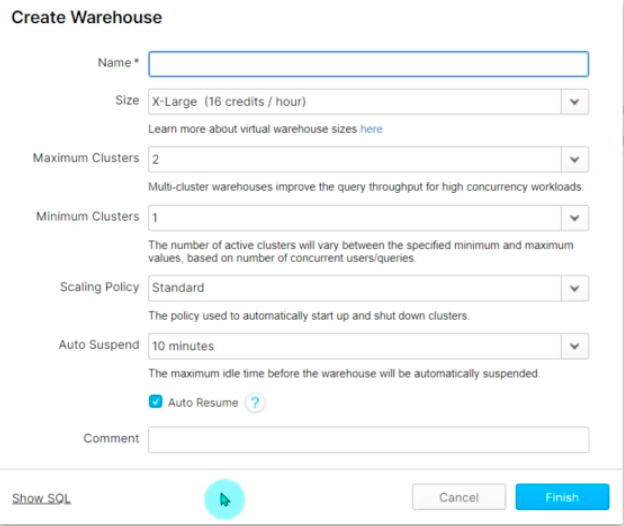 Create Warehouse
Name *
Size X-Large (16 credits / hour)
Learn more about virtual warehouse sizes here
Maximum Clusters 2
Multi-cluster warehouses improve the query throughput for high concurrency workloads.
Minimum Clusters 1
The number of active clusters will vary between the specified minimum and maximum
values, based on number of concurrent users/queries.
Scaling Policy Standard
The policy used to automatically start up and shut down clusters.
Auto Suspend 10 minutes
The maximum idle time before the warehouse will be automatically suspended.
Auto Resume ?
Comment
Show SQL Cancel Finish